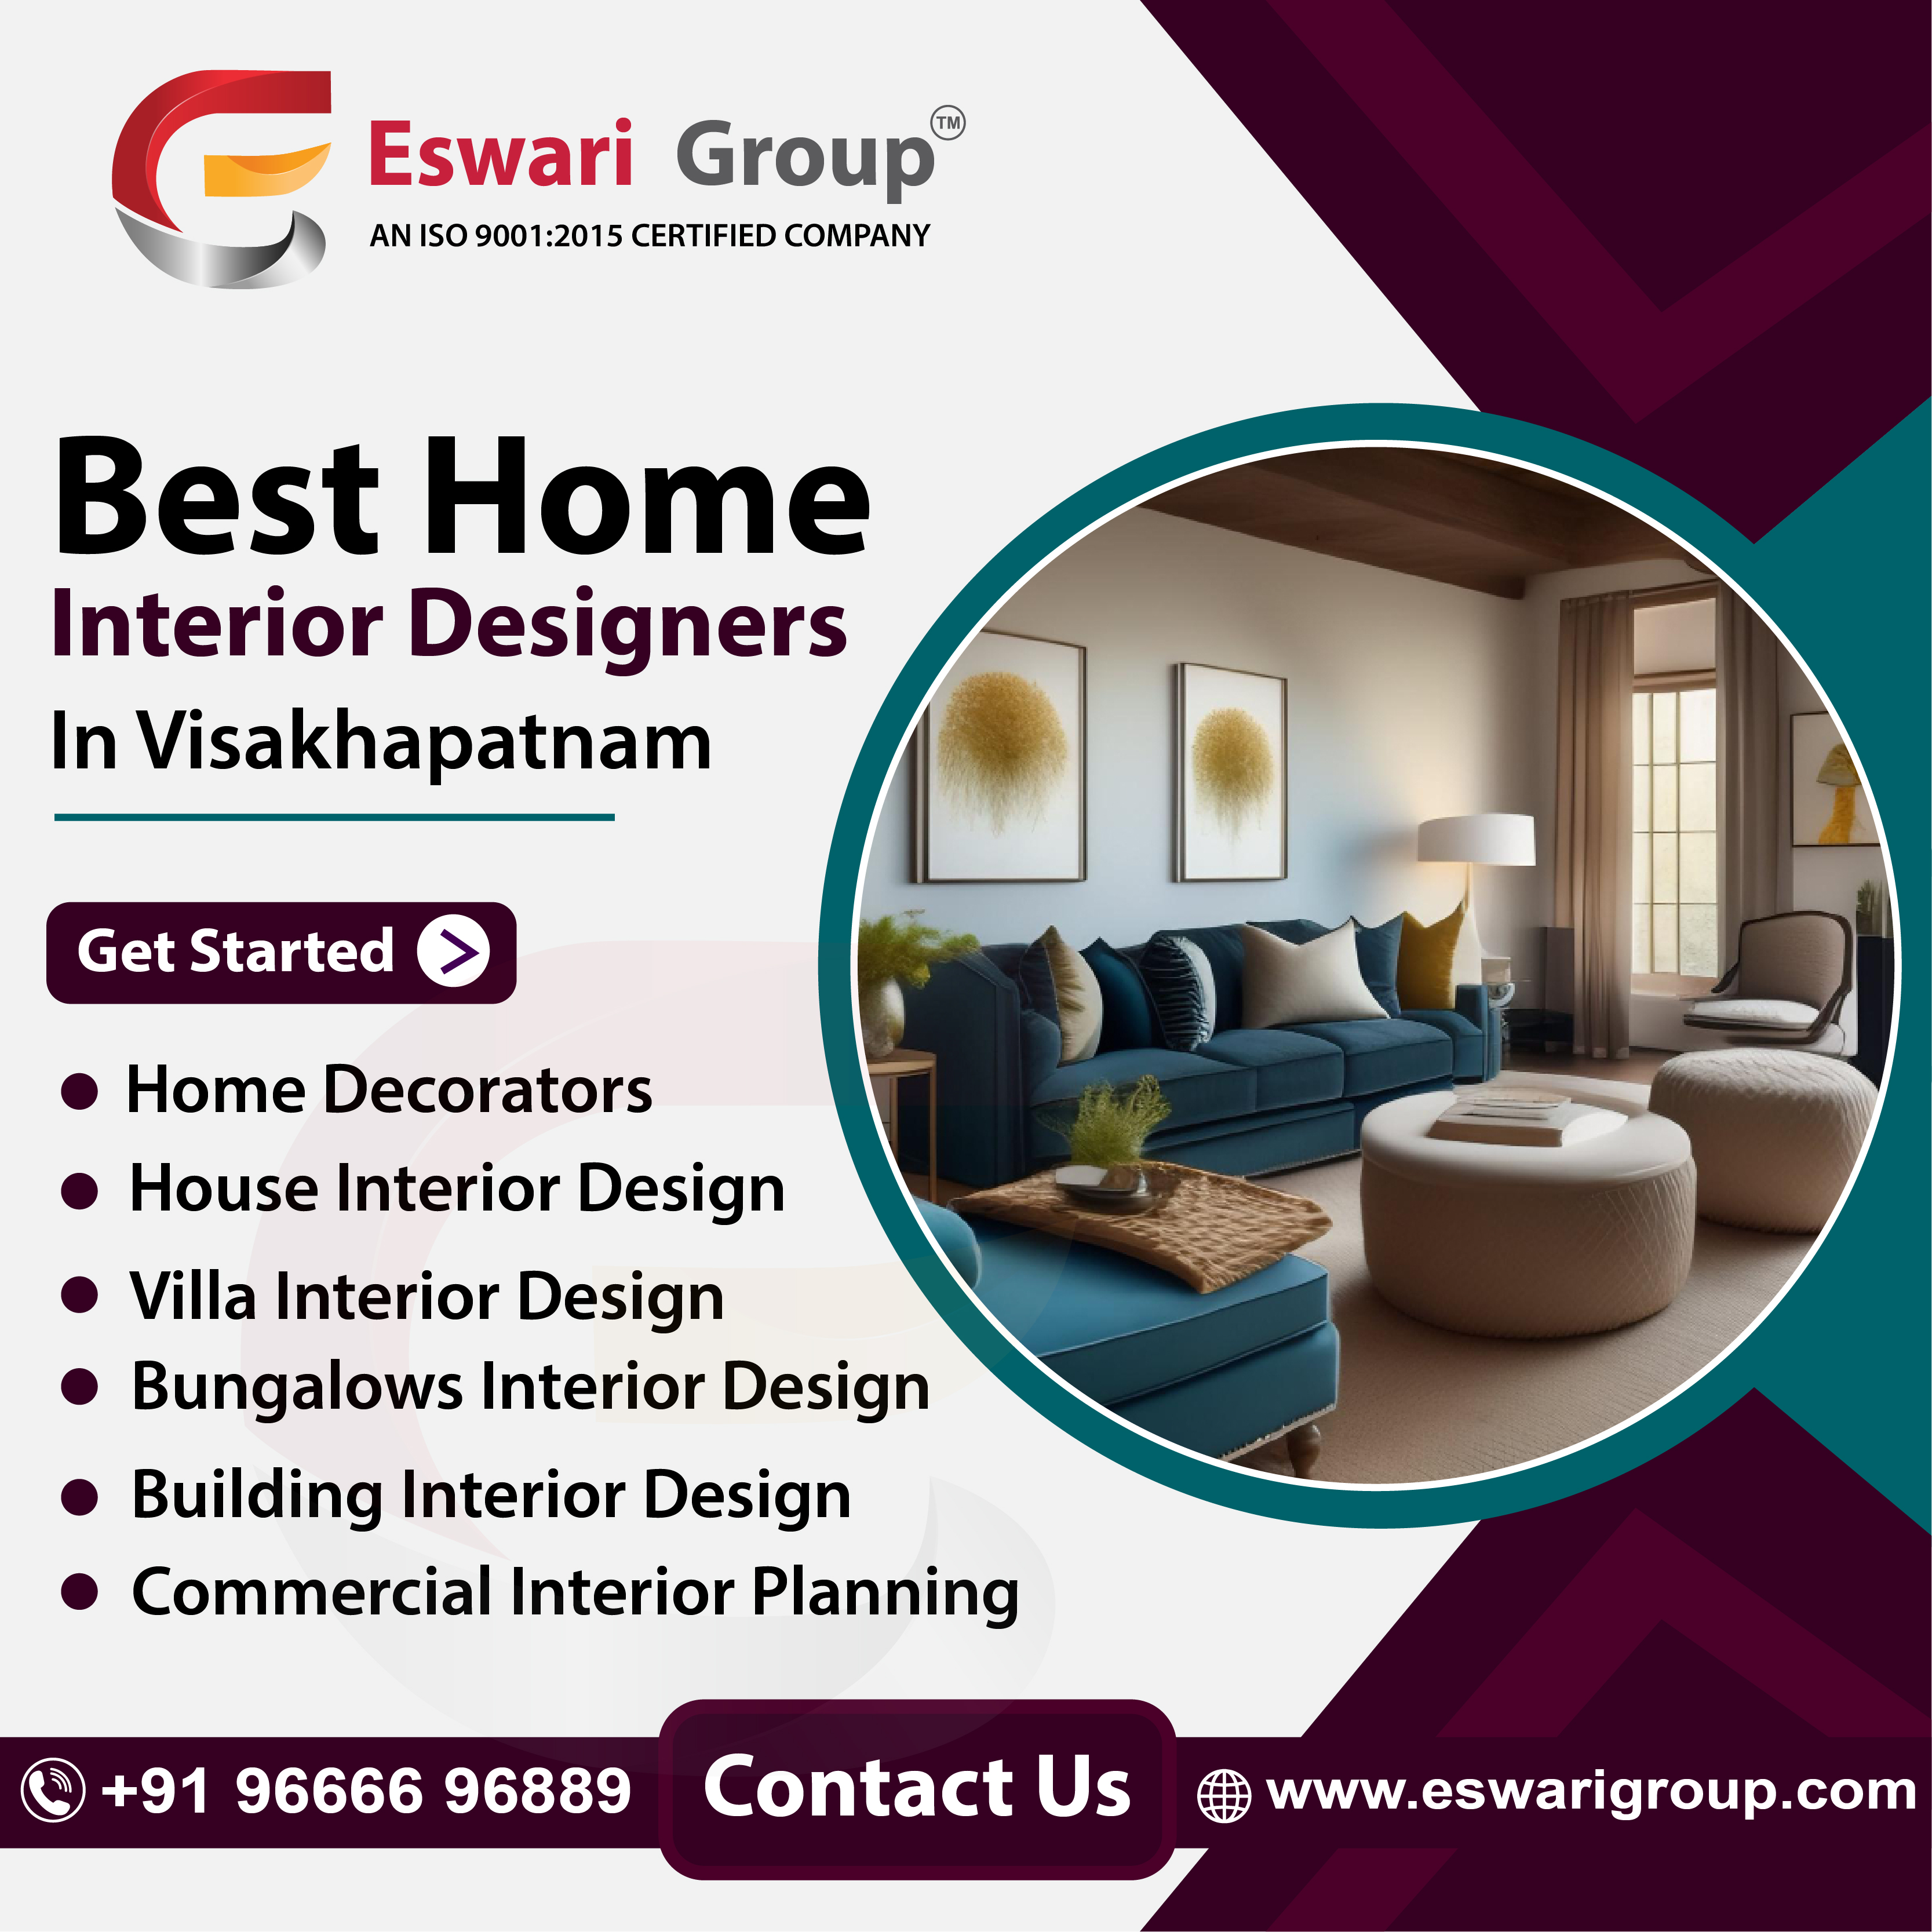 Eswari Group TM
AN ISO 9001:2015 CERTIFIED COMPANY
Best Home
Interior Designers
In Visakhapatnam
Get Started
Home Decorators
House Interior Design
Villa Interior Design
Bungalows Interior Design
Building Interior Design
Commercial Interior Planning
+91 96666 96889
Contact Us
www.eswarigroup.com